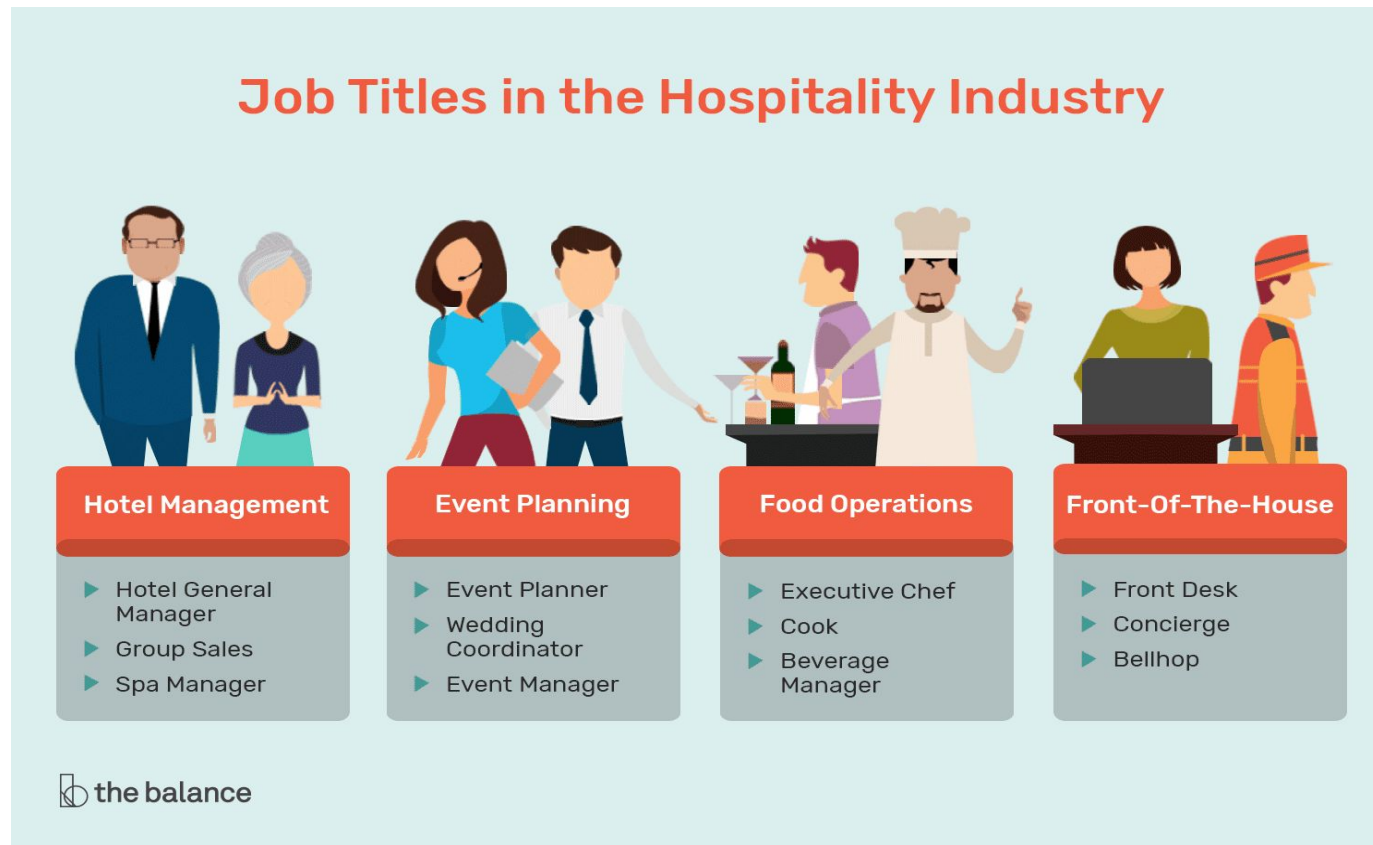 Job Titles in the Hospitality Industry
Hotel Management
Hotel General
Manager
Group Sales
Spa Manager
Event Planning
Event Planner
Wedding
Coordinator
Event Manager
Food Operations
Executive Chef
Cook
Beverage
Manager
Front-Of-The-House
Front Desk
Concierge
Bellhop
the balance